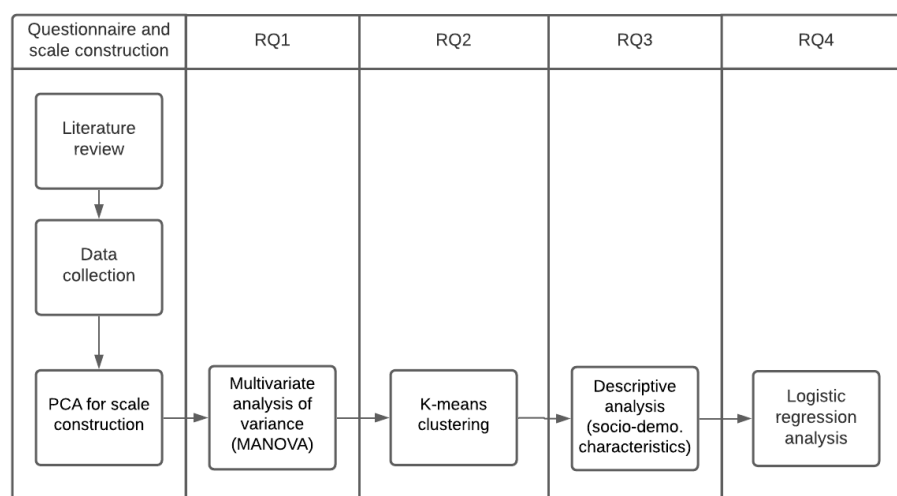 Questionnaire and
scale construction
RQ1
RQ2
RQ3
RQ4
Literature
review
Data
collection
PCA for scale
construction
Multivariate
analysis of
variance
(MANOVA)
K-means
clustering
Descriptive
analysis
(socio-demo.
characteristics)
Logistic
regression
analysis